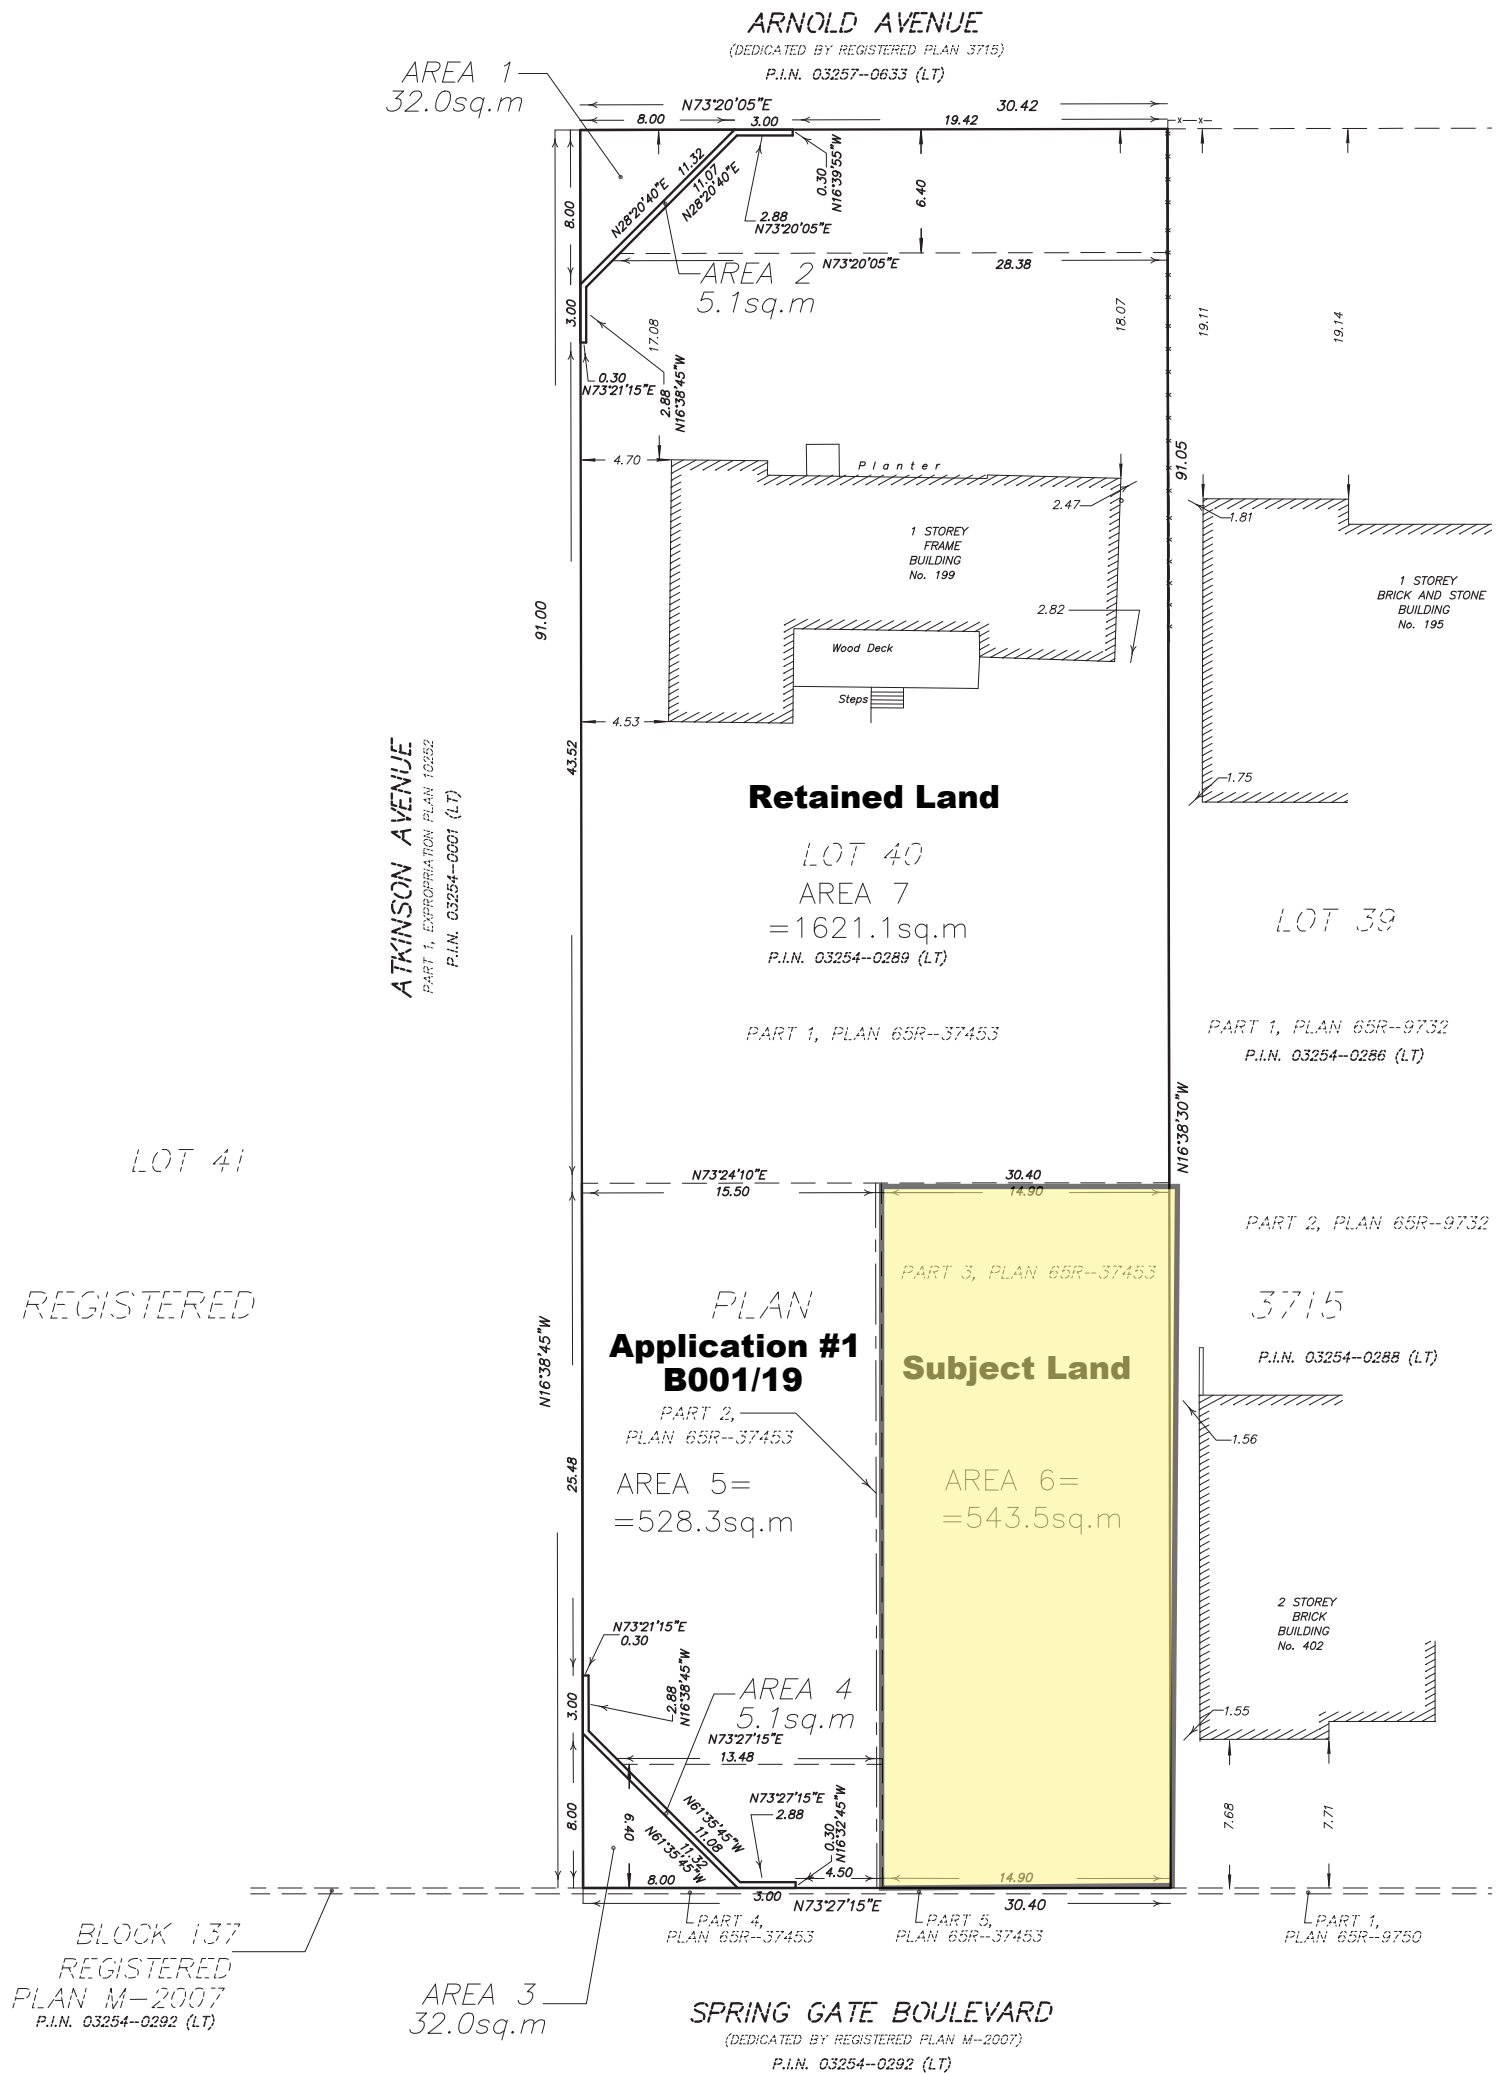 ARNOLD AVENUE
(DEDICATED BY REGISTERED PLAN 3715)
P.I.N. 03257--0633 (LT)
AREA 1
32.0sq.m
N73°20'05"E
30.42
8.00
3.00
19.42
-x--x-
N28°20'40"E 11.32
11.07
N28°20'40"E
0.30
N16°39'55"W
6.40
8.00
2.88
N73°20'05"E
N73°20'05"E
28.38
AREA 2
5.1sq.m
3.00
17.08
18.07
19.11
19.14
0.30
N73°21'15"E
2.88
N16°38'45"W
4.70
Planter
91.05
2.47
1.81
1 STOREY
FRAME
BUILDING
No. 199
1 STOREY
BRICK AND STONE
BUILDING
No. 195
2.82
91.00
Wood Deck
Steps
4.53
43.52
1.75
ATKINSON AVENUE
PART 1, EXPROPRIATION PLAN 10252
P.I.N. 03254--0001 (LT)
Retained Land
LOT 40
AREA 7
=1621.1sq.m
P.I.N. 03254--0289 (LT)
LOT 39
PART 1, PLAN 65R--37453
PART 1, PLAN 65R--9732
P.I.N. 03254--0286 (LT)
N16°38'30"W
LOT 41
N73°24'10"E
30.40
15.50
14.90
PART 2, PLAN 65R--9732
PART 3, PLAN 65R--37453
REGISTERED
PLAN
3715
N16°38'45"W
Application #1
B001/19
Subject Land
P.I.N. 03254--0288 (LT)
PART 2,
PLAN 65R--37453
1.56
25.48
AREA 5=
=528.3sq.m
AREA 6=
=543.5sq.m
2 STOREY
BRICK
BUILDING
No. 402
N73°21'15"E
0.30
2.88
N16°38'45"W
3.00
AREA 4
5.1sq.m
1.55
N73°27'15"E
13.48
8.00
6.40
N61°35'45"W
11.08
11.32
N61°35'45"W
N73°27'15"E
2.88
0.30
N16°32'45"W
7.68
7.71
8.00
4.50
14.90
3.00
N73°27'15"E
30.40
PART 4,
PLAN 65R--37453
PART 5,
PLAN 65R--37453
PART 1,
PLAN 65R--9750
BLOCK 137
REGISTERED
PLAN M-2007
P.I.N. 03254--0292 (LT)
AREA 3
32.0sq.m
SPRING GATE BOULEVARD
(DEDICATED BY REGISTERED PLAN M--2007)
P.I.N. 03254--0292 (LT)